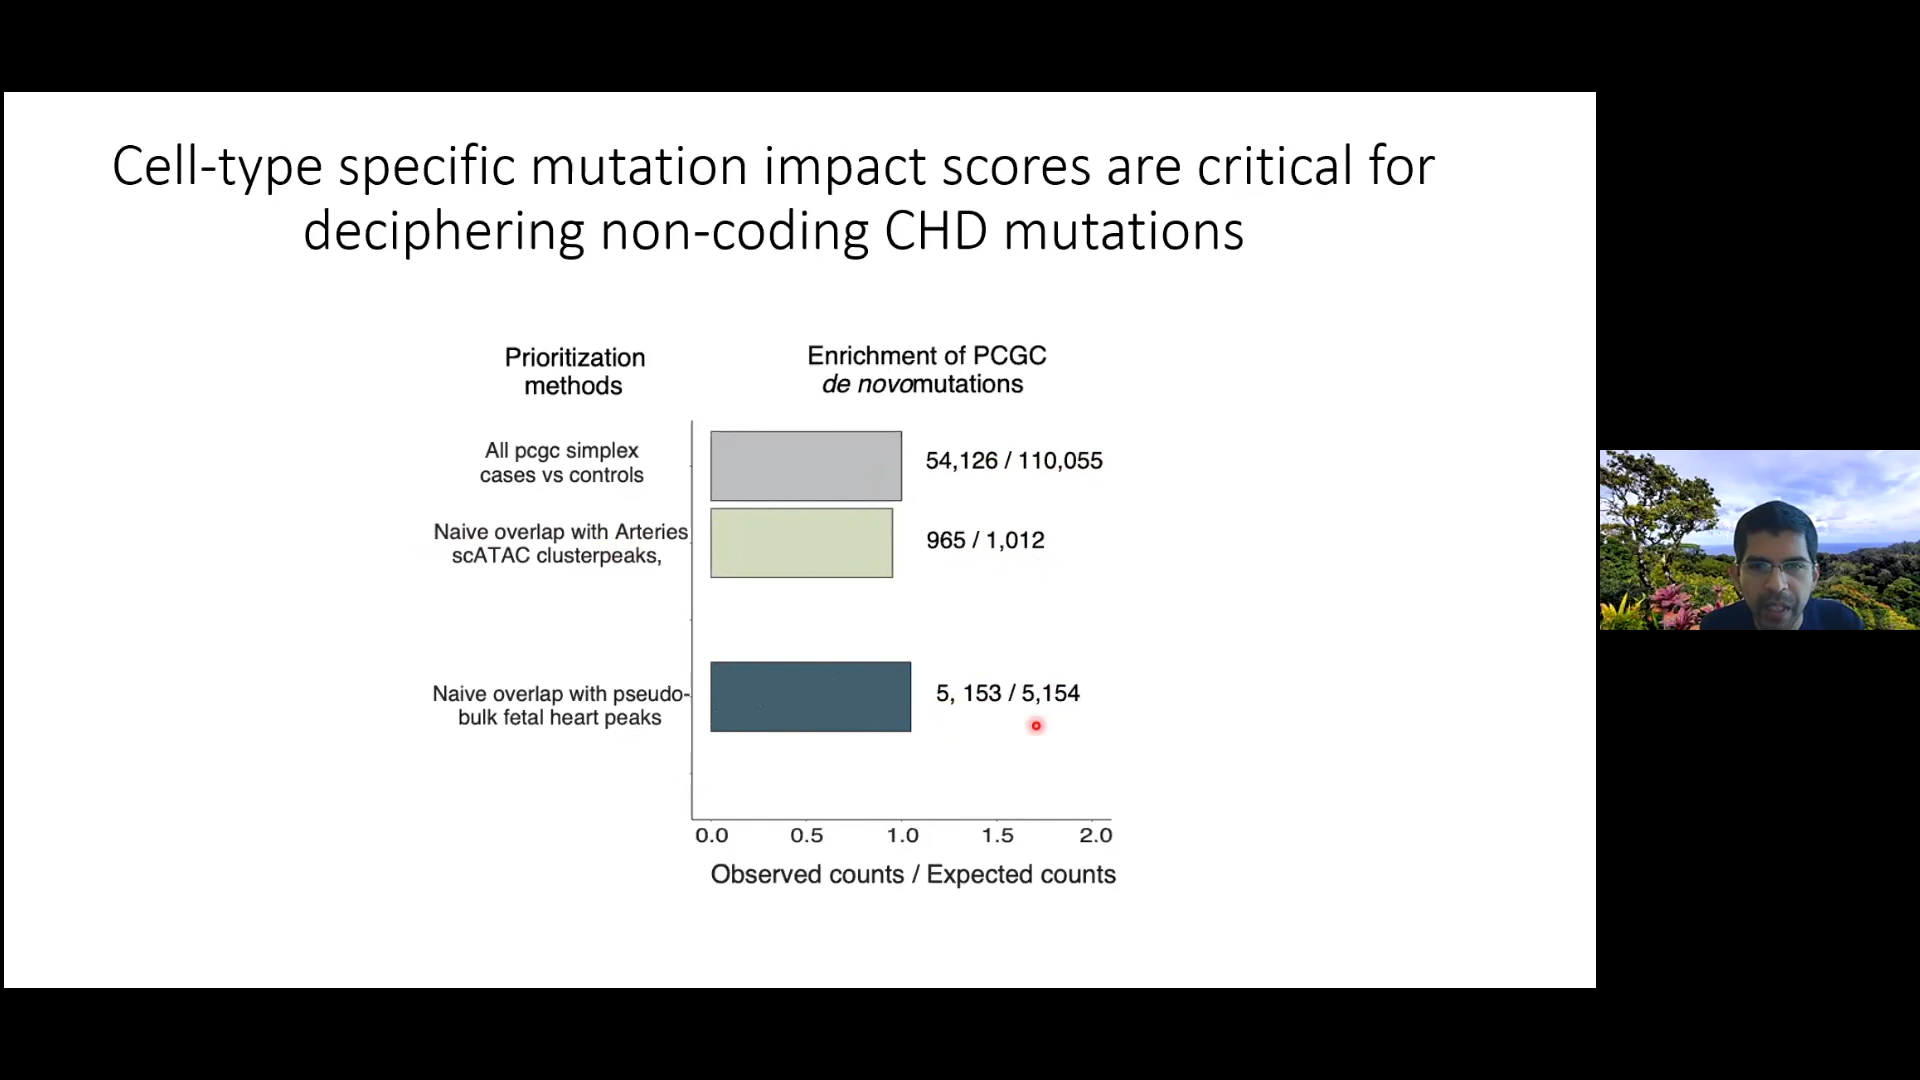 Cell-type specific mutation impact scores are critical for
deciphering non-coding CHD mutations
Prioritization
methods
Enrichment of PCGC
de novomutations
All pcgc simplex
cases vs controls
54,126 / 110,055
Naive overlap with Arteries
scATAC clusterpeaks,
965 / 1,012
Naive overlap with pseudo-
bulk fetal heart peaks
5, 153 / 5,154
0.0 0.5 1.0 1.5 2.0
Observed counts / Expected counts